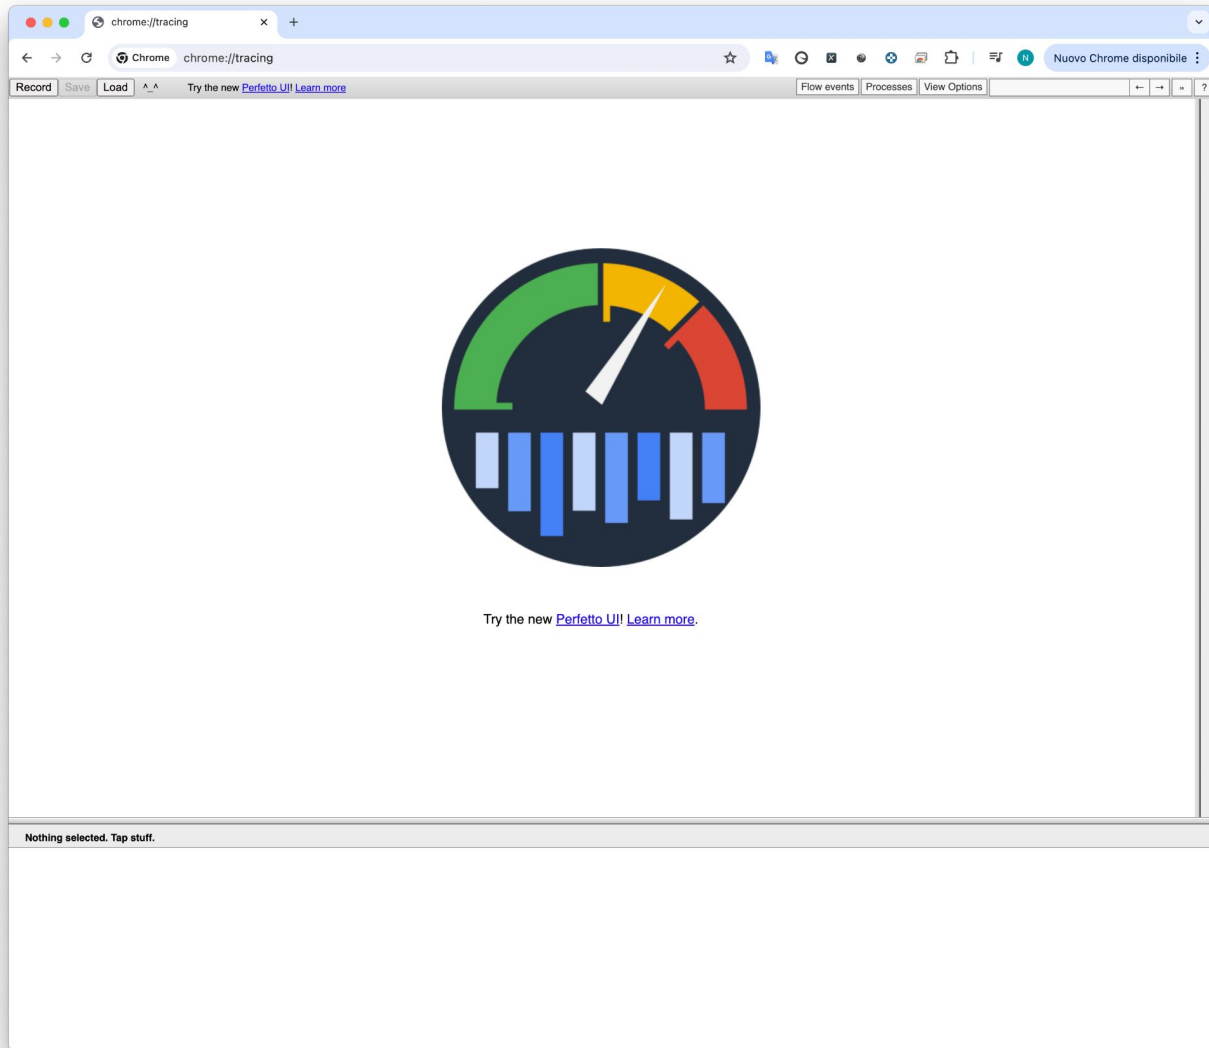 chrome://tracing
Chrome chrome://tracing N Nuovo Chrome disponibile
Record Save Load ^_^ Try the new Perfetto UI! Learn more Flow events Processes View Options ← → » ?
Try the new Perfetto UI! Learn more.
Nothing selected. Tap stuff.